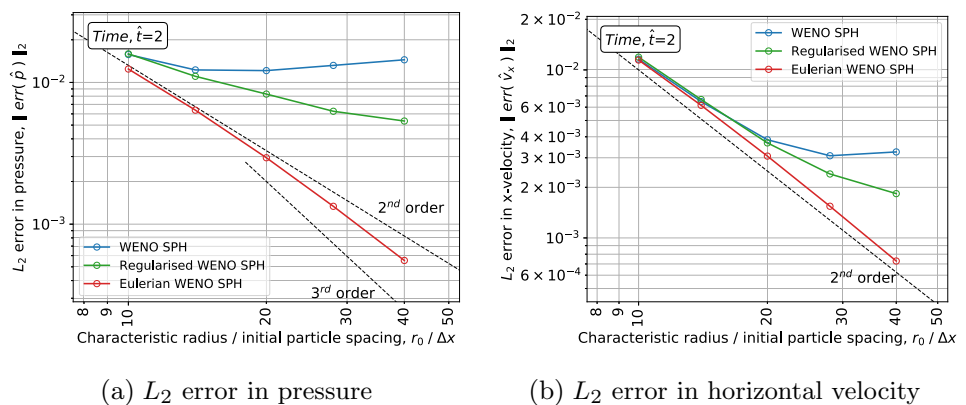 Time, t̂=2
L₂ error in pressure, ‖ err( p̂ ) ‖₂
10⁻²
10⁻³
2ⁿᵈ order
3ʳᵈ order
WENO SPH
Regularised WENO SPH
Eulerian WENO SPH
8 9 10 20 30 40 50
Characteristic radius / initial particle spacing, r₀ / Δx
(a) L₂ error in pressure
Time, t̂=2
L₂ error in x-velocity, ‖ err( v̂ₓ ) ‖₂
2 × 10⁻²
10⁻²
6 × 10⁻³
4 × 10⁻³
3 × 10⁻³
2 × 10⁻³
10⁻³
6 × 10⁻⁴
WENO SPH
Regularised WENO SPH
Eulerian WENO SPH
2ⁿᵈ order
8 9 10 20 30 40 50
Characteristic radius / initial particle spacing, r₀ / Δx
(b) L₂ error in horizontal velocity